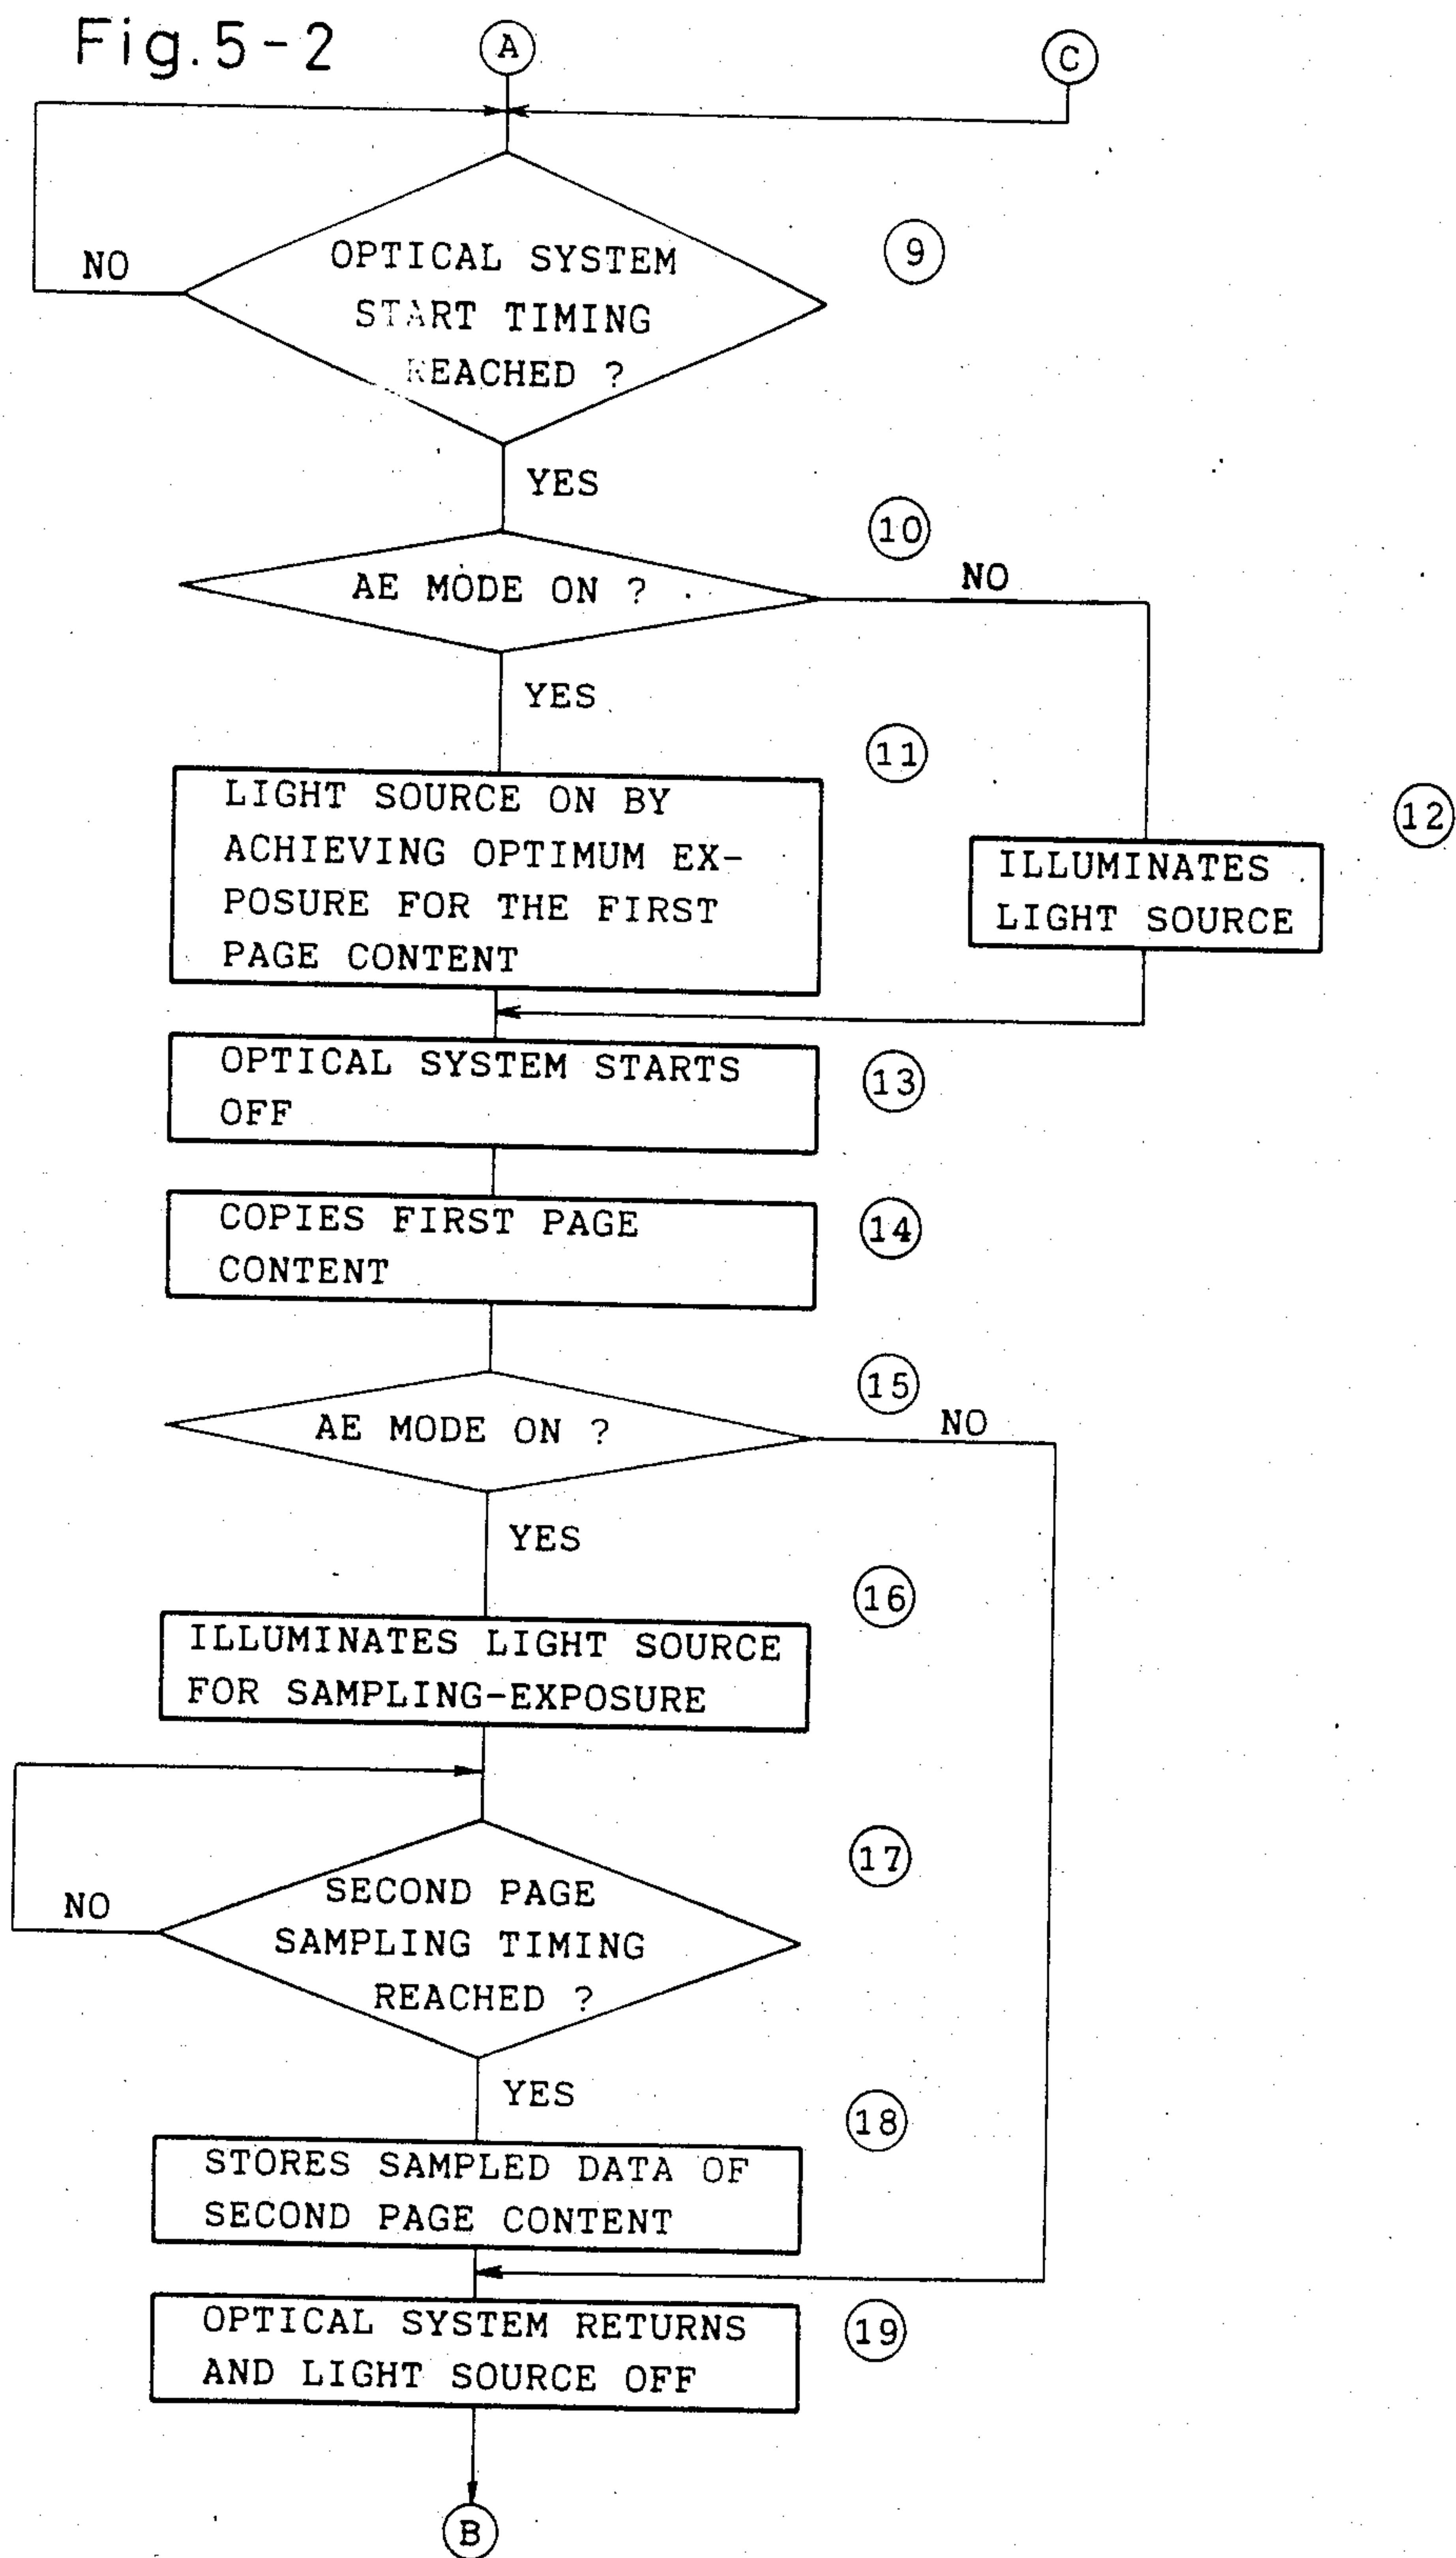 Fig.5-2
A
C
OPTICAL SYSTEM
START TIMING
REACHED ?
9
NO
YES
10
AE MODE ON ?
NO
YES
11
LIGHT SOURCE ON BY
ACHIEVING OPTIMUM EX-
POSURE FOR THE FIRST
PAGE CONTENT
12
ILLUMINATES
LIGHT SOURCE
OPTICAL SYSTEM STARTS
OFF
13
COPIES FIRST PAGE
CONTENT
14
15
AE MODE ON ?
NO
YES
16
ILLUMINATES LIGHT SOURCE
FOR SAMPLING-EXPOSURE
17
SECOND PAGE
SAMPLING TIMING
REACHED ?
NO
YES
18
STORES SAMPLED DATA OF
SECOND PAGE CONTENT
OPTICAL SYSTEM RETURNS
AND LIGHT SOURCE OFF
19
B